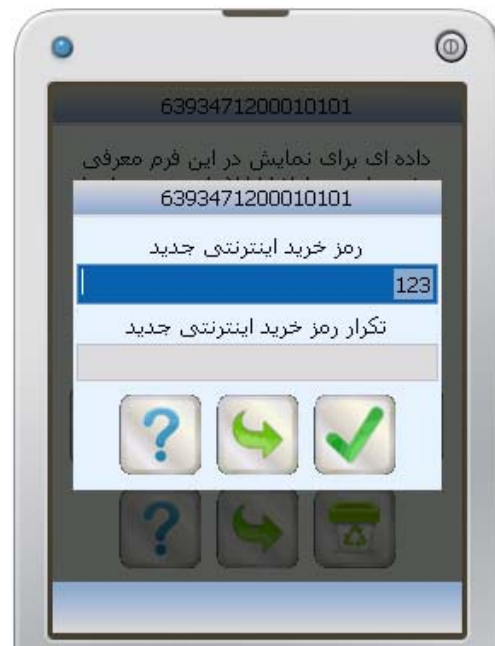 6393471200010101
داده ای برای نمایش در این فرم معرفی
6393471200010101
رمز خرید اینترنتی جدید
123
تکرار رمز خرید اینترنتی جدید